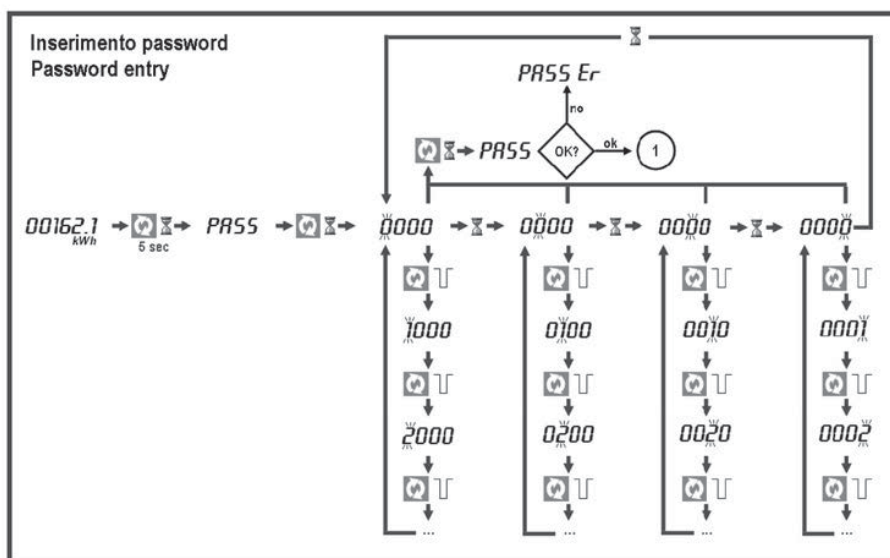 Inserimento password
Password entry
PASS Er
no
PASS
OK?
ok
1
00162.1
kWh
5 sec
PASS
0000
0000
0000
0000
1000
0100
0010
0001
2000
0200
0020
0002
...
...
...
...